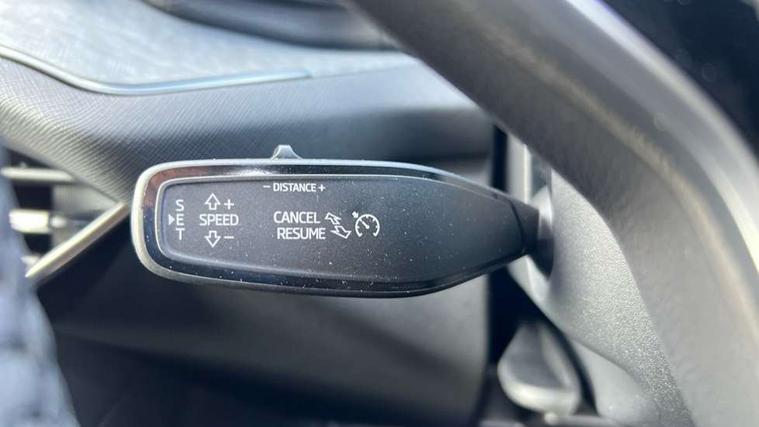 - DISTANCE +
SET
+
SPEED
-
CANCEL
RESUME